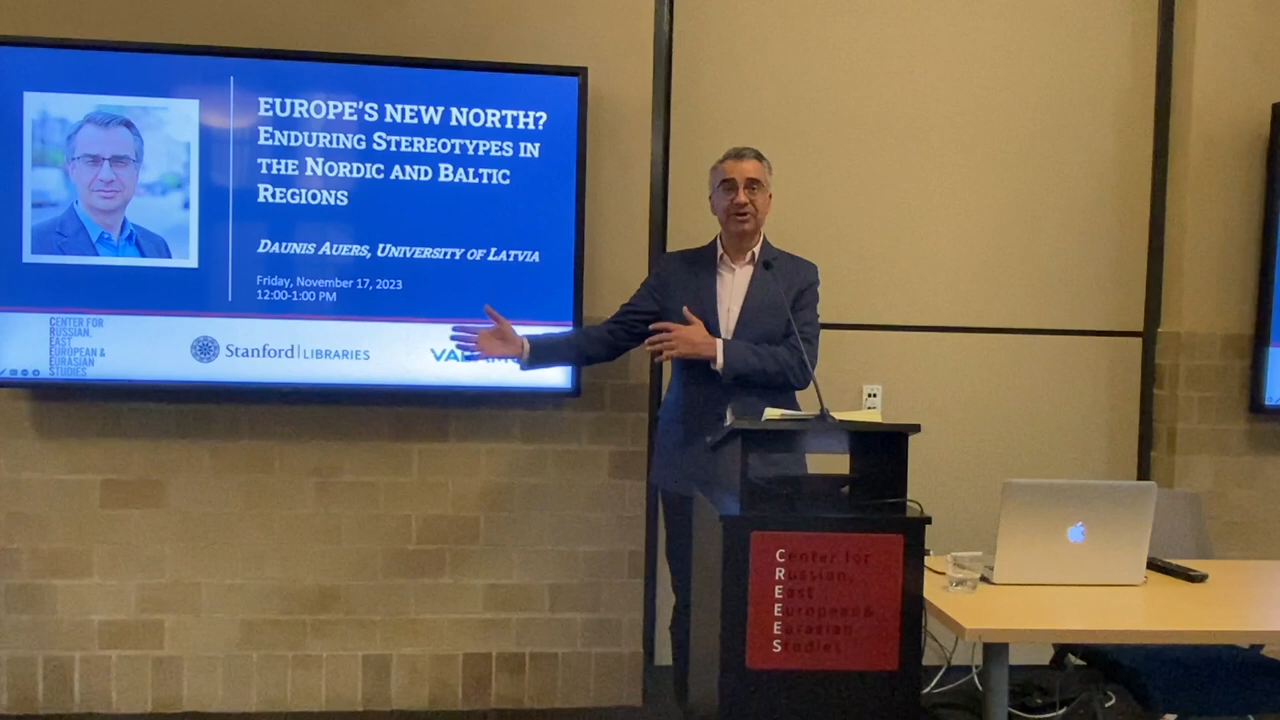 EUROPE'S NEW NORTH?
ENDURING STEREOTYPES IN
THE NORDIC AND BALTIC
REGIONS
DAUNIS AUERS, UNIVERSITY OF LATVIA
Friday, November 17, 2023
12:00-1:00 PM
CENTER FOR
RUSSIAN,
EAST
EUROPEAN &
EURASIAN
STUDIES
Stanford | LIBRARIES
Center for
Russian,
East
European &
Eurasian
Studies